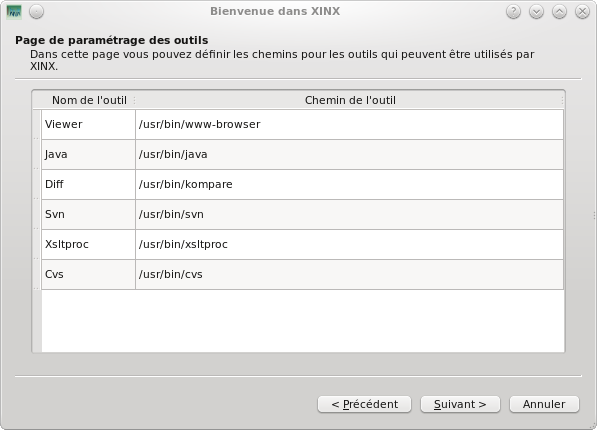 Bienvenue dans XINX
Page de paramétrage des outils
Dans cette page vous pouvez définir les chemins pour les outils qui peuvent être utilisés par
XINX.
Nom de l'outil Chemin de l'outil
Viewer /usr/bin/www-browser
Java /usr/bin/java
Diff /usr/bin/kompare
Svn /usr/bin/svn
Xsltproc /usr/bin/xsltproc
Cvs /usr/bin/cvs
< Précédent Suivant > Annuler